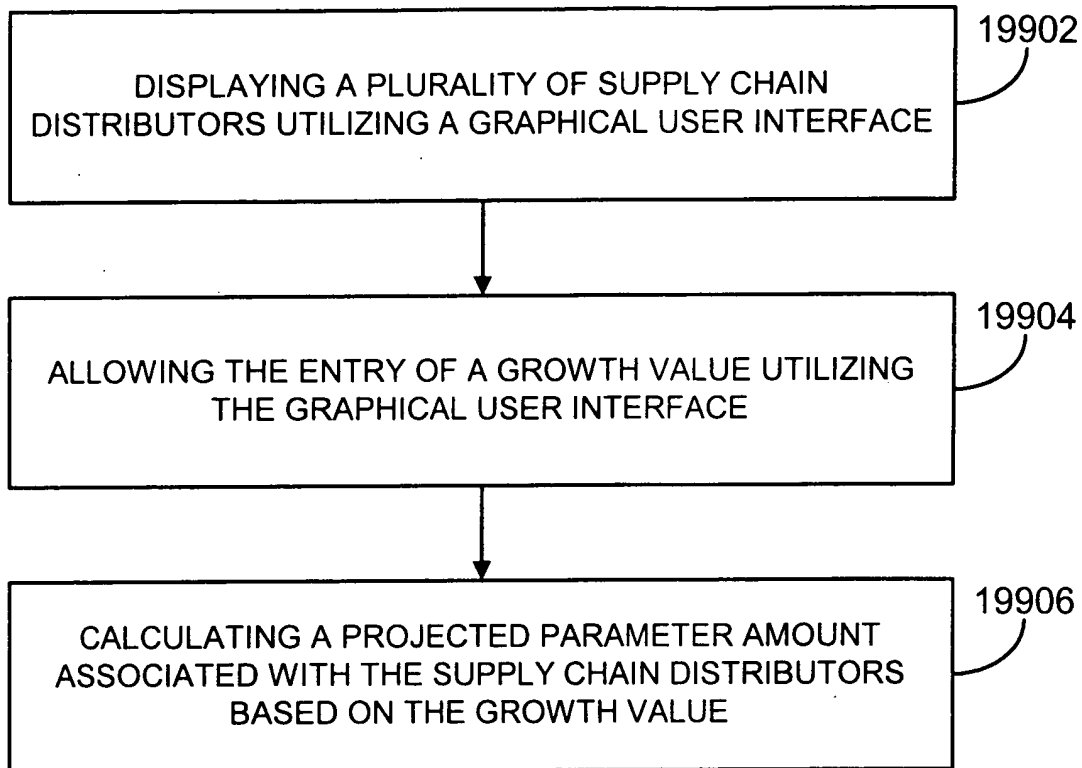 19902
DISPLAYING A PLURALITY OF SUPPLY CHAIN
DISTRIBUTORS UTILIZING A GRAPHICAL USER INTERFACE
19904
ALLOWING THE ENTRY OF A GROWTH VALUE UTILIZING
THE GRAPHICAL USER INTERFACE
19906
CALCULATING A PROJECTED PARAMETER AMOUNT
ASSOCIATED WITH THE SUPPLY CHAIN DISTRIBUTORS
BASED ON THE GROWTH VALUE